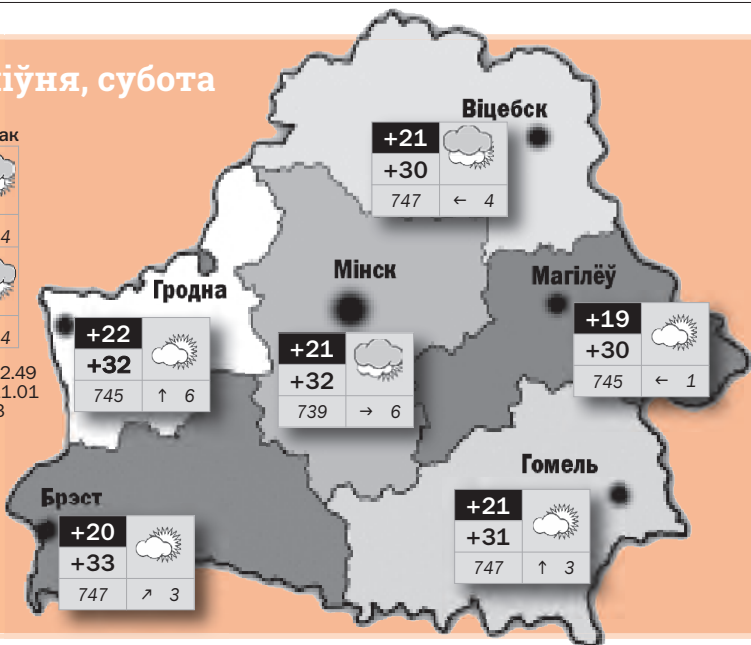 іўня, субота
ак
4
4
2.49
1.01
3
Віцебск
+21
+30
747 ← 4
Мінск
+21
+32
739 → 6
Гродна
+22
+32
745 ↑ 6
Магілёў
+19
+30
745 ← 1
Гомель
+21
+31
747 ↑ 3
Брэст
+20
+33
747 ↗ 3